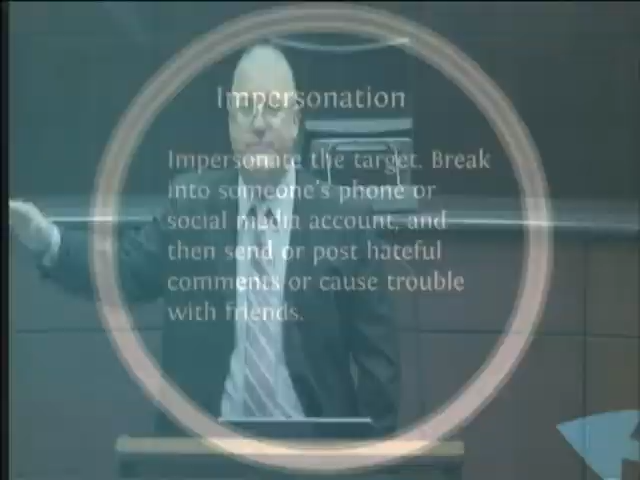 Impersonation
Impersonate the target. Break
into someone's phone or
social media account, and
then send or post hateful
comments or cause trouble
with friends.